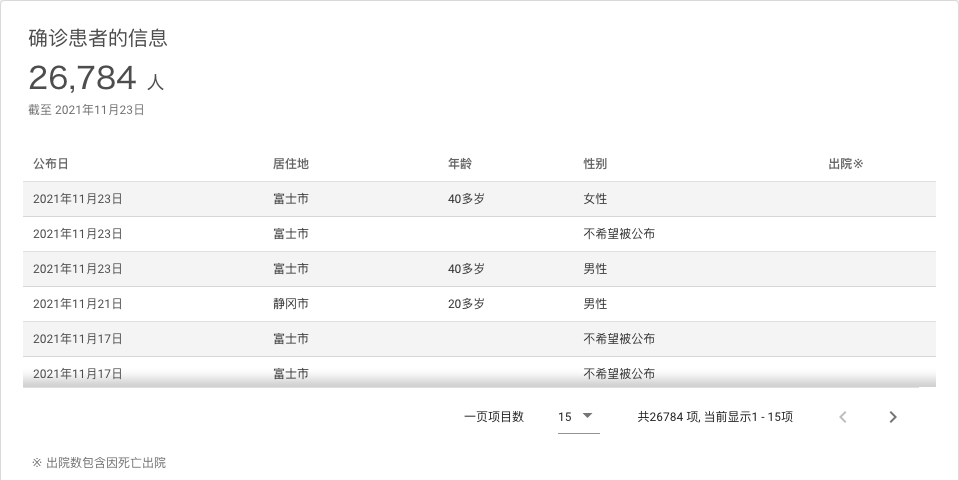 确诊患者的信息
26,784 人
截至 2021年11月23日
公布日 居住地 年龄 性别 出院※
2021年11月23日 富士市 40多岁 女性
2021年11月23日 富士市 不希望被公布
2021年11月23日 富士市 40多岁 男性
2021年11月21日 静冈市 20多岁 男性
2021年11月17日 富士市 不希望被公布
2021年11月17日 富士市 不希望被公布
一页项目数 15 共26784 项, 当前显示1 - 15项
※ 出院数包含因死亡出院